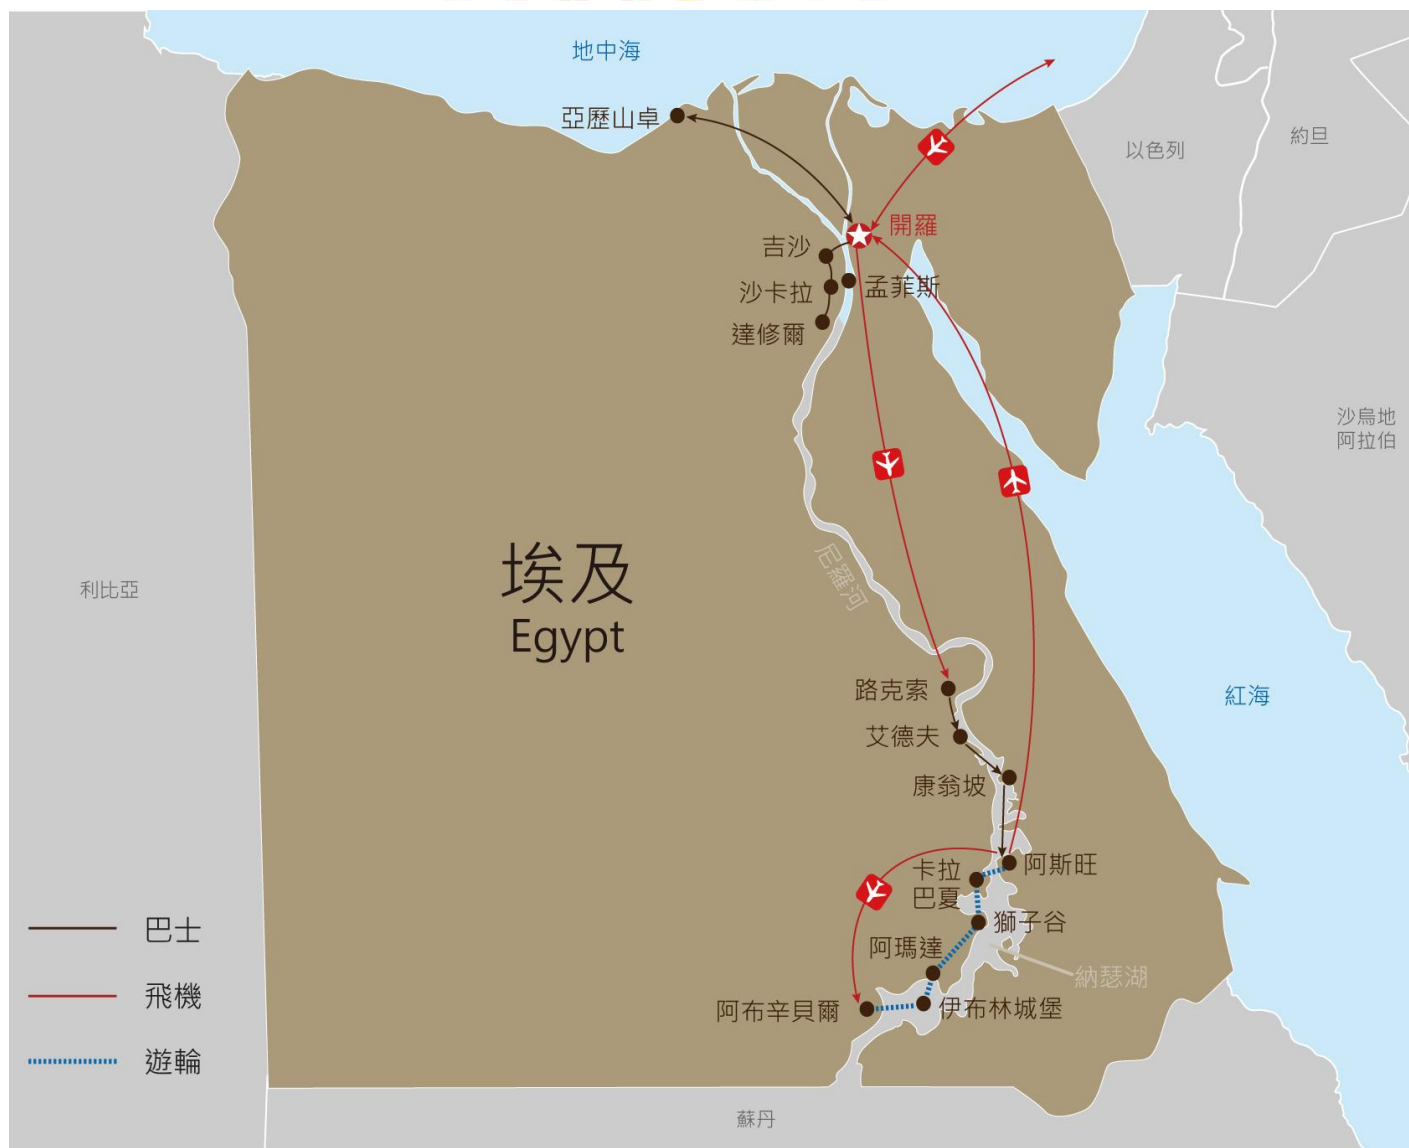 地中海
亞歷山卓
以色列
約旦
開羅
吉沙
沙卡拉
孟菲斯
達修爾
沙烏地
阿拉伯
埃及
Egypt
尼羅河
利比亞
紅海
路克索
艾德夫
康翁坡
阿斯旺
卡拉
巴夏
獅子谷
阿瑪達
納瑟湖
阿布辛貝爾
伊布林城堡
巴士
飛機
遊輪
蘇丹